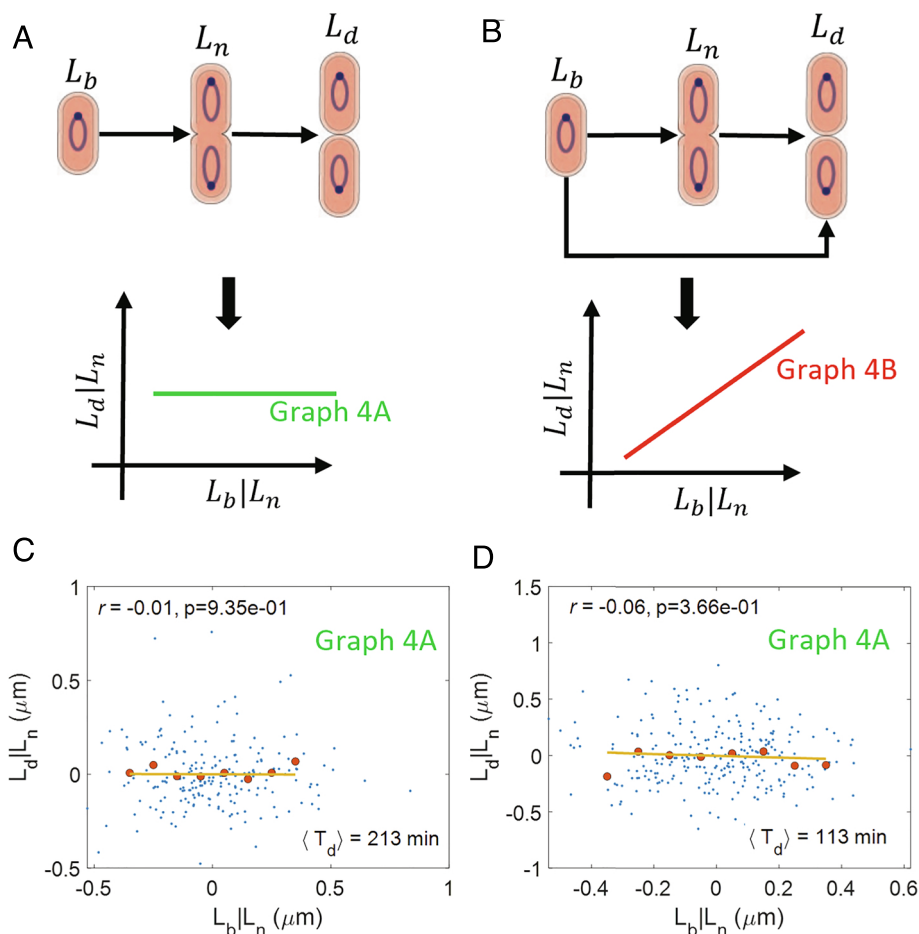 A
L_b
L_n
L_d
L_d|L_n
Graph 4A
L_b|L_n
B
L_b
L_n
L_d
L_d|L_n
Graph 4B
L_b|L_n
C
r = -0.01, p=9.35e-01
Graph 4A
⟨ T_d ⟩ = 213 min
L_d|L_n (μm)
1
0.5
0
-0.5
-0.5
0
0.5
1
L_b|L_n (μm)
D
r = -0.06, p=3.66e-01
Graph 4A
⟨ T_d ⟩ = 113 min
L_d|L_n (μm)
1.5
1
0.5
0
-0.5
-1
-0.4
-0.2
0
0.2
0.4
0.6
L_b|L_n (μm)